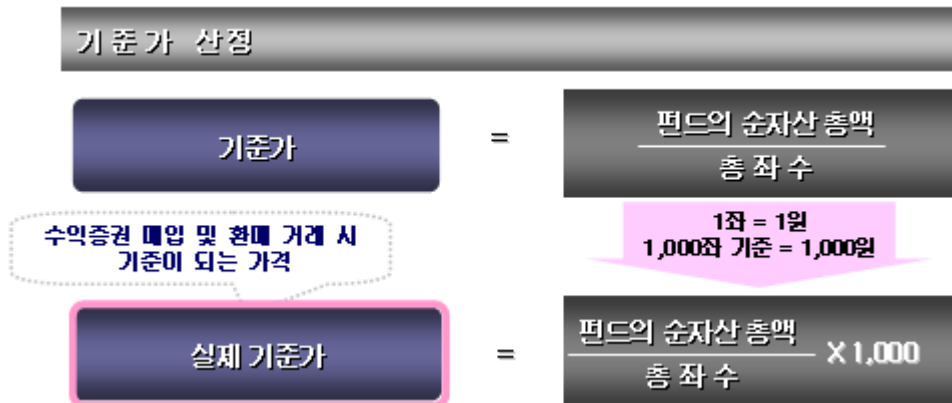 기준가 산정
기준가
=
펀드의 순자산 총액
총 좌 수
수익증권 매입 및 환매 거래 시
기준이 되는 가격
1좌 = 1원
1,000좌 기준 = 1,000원
실제 기준가
=
펀드의 순자산 총액
총 좌 수
X 1,000